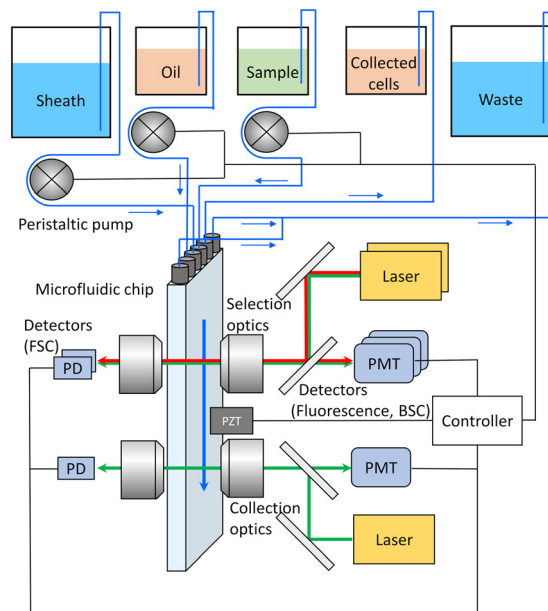 Sheath
Oil
Sample
Collected
cells
Waste
Peristaltic pump
Microfluidic chip
Selection
optics
Laser
Detectors
(FSC)
PD
PMT
Detectors
(Fluorescence, BSC)
PZT
Controller
PD
PMT
Collection
optics
Laser